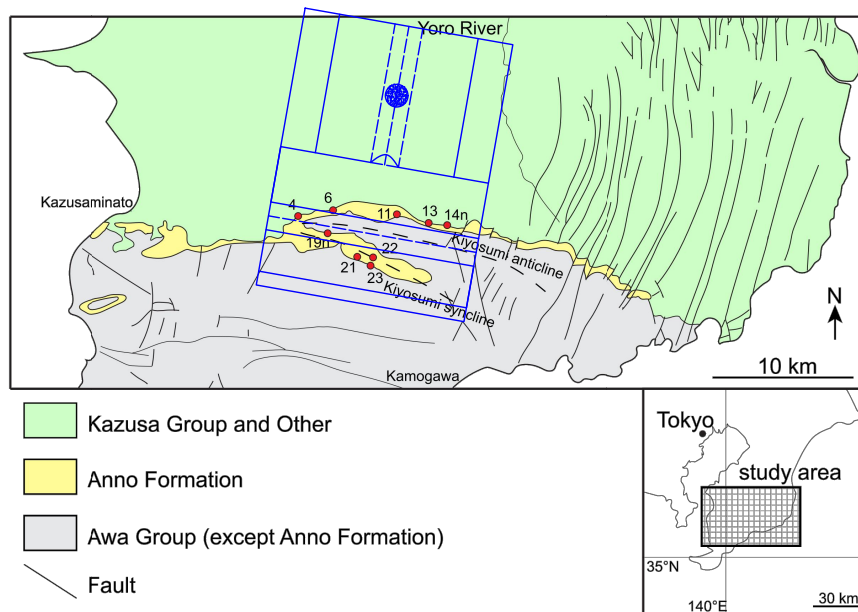 Yoro River
Kazusaminato
4
6
11
13
14n
19n
22
21
23
Kiyosumi anticline
Kiyosumi syncline
Kamogawa
N
10 km
Kazusa Group and Other
Anno Formation
Awa Group (except Anno Formation)
Fault
Tokyo
study area
35°N
140°E
30 km